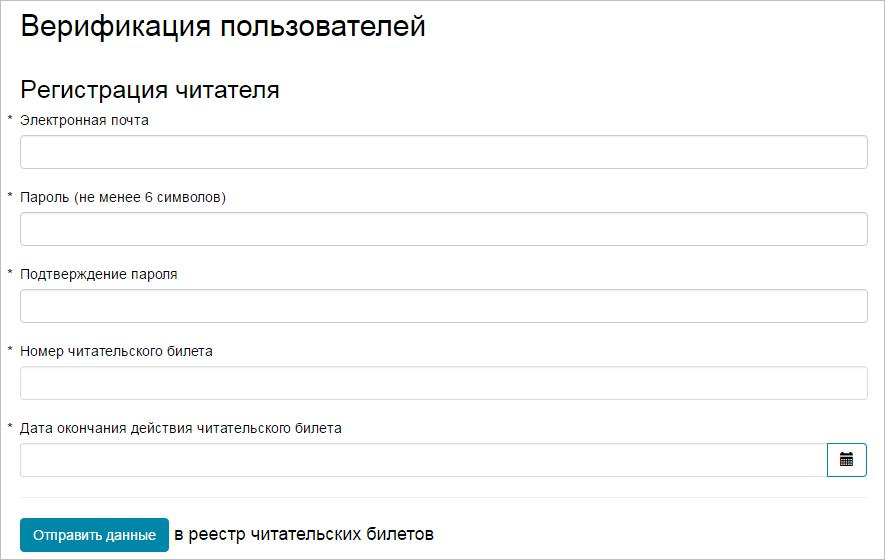 Верификация пользователей
Регистрация читателя
* Электронная почта
* Пароль (не менее 6 символов)
* Подтверждение пароля
* Номер читательского билета
* Дата окончания действия читательского билета
Отправить данные в реестр читательских билетов